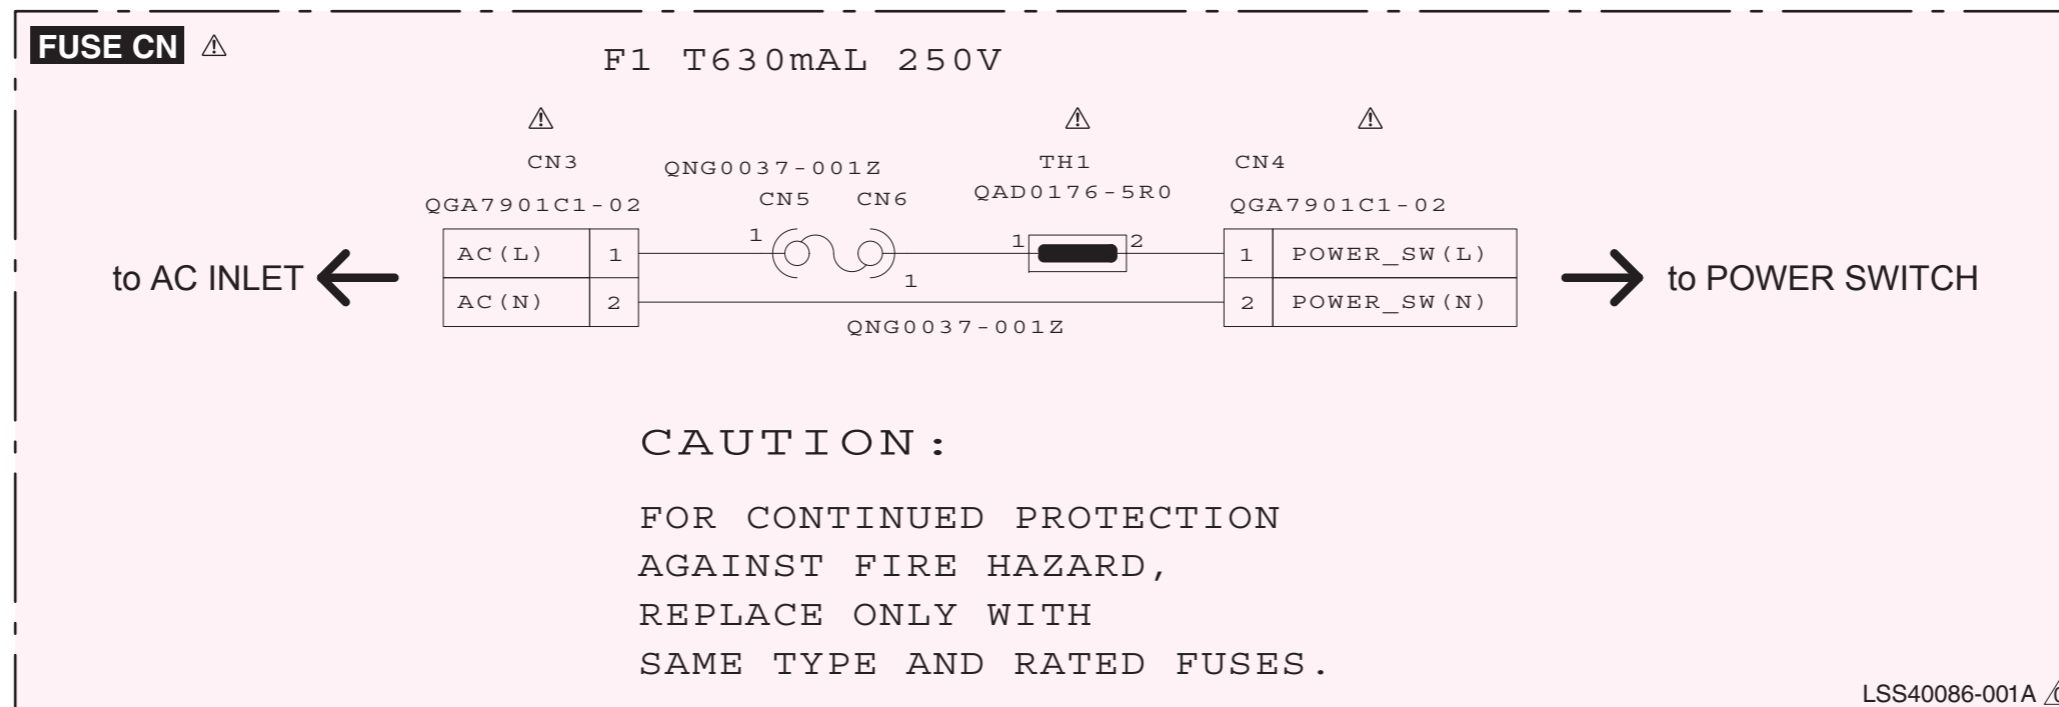 FUSE CN
F1 T630mAL 250V
CN3
QNG0037-001Z
TH1
CN4
QGA7901C1-02
CN5 CN6
QAD0176-5R0
QGA7901C1-02
AC(L) 1
1
1
1 2
1 POWER_SW(L)
to AC INLET
to POWER SWITCH
AC(N) 2
2 POWER_SW(N)
QNG0037-001Z
CAUTION:
FOR CONTINUED PROTECTION
AGAINST FIRE HAZARD,
REPLACE ONLY WITH
SAME TYPE AND RATED FUSES.
LSS40086-001A